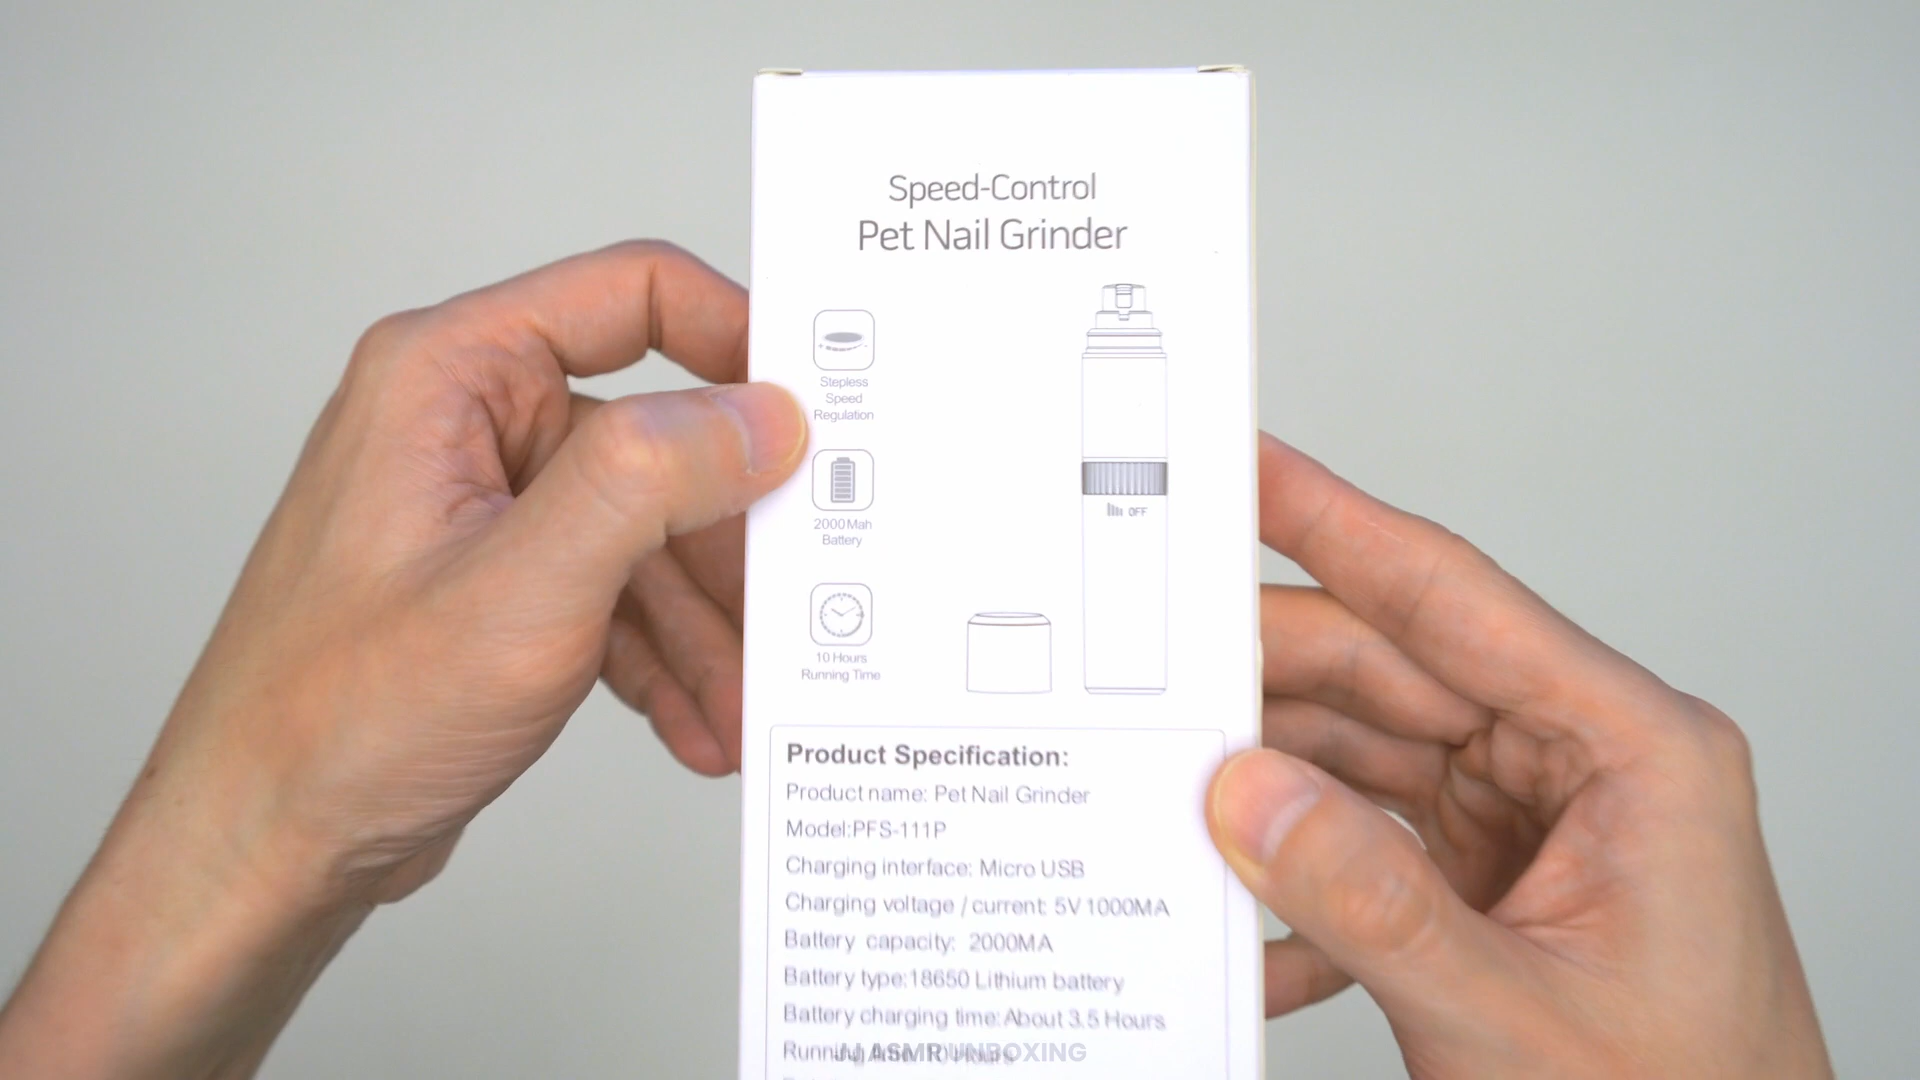 Speed-Control
Pet Nail Grinder
Stepless
Speed
Regulation
2000Mah
Battery
10 Hours
Running Time
OFF
Product Specification:
Product name: Pet Nail Grinder
Model:PFS-111P
Charging interface: Micro USB
Charging voltage / current: 5V 1000MA
Battery capacity: 2000MA
Battery type:18650 Lithium battery
Battery charging time:About 3.5 Hours
Running
ASMR UNBOXING